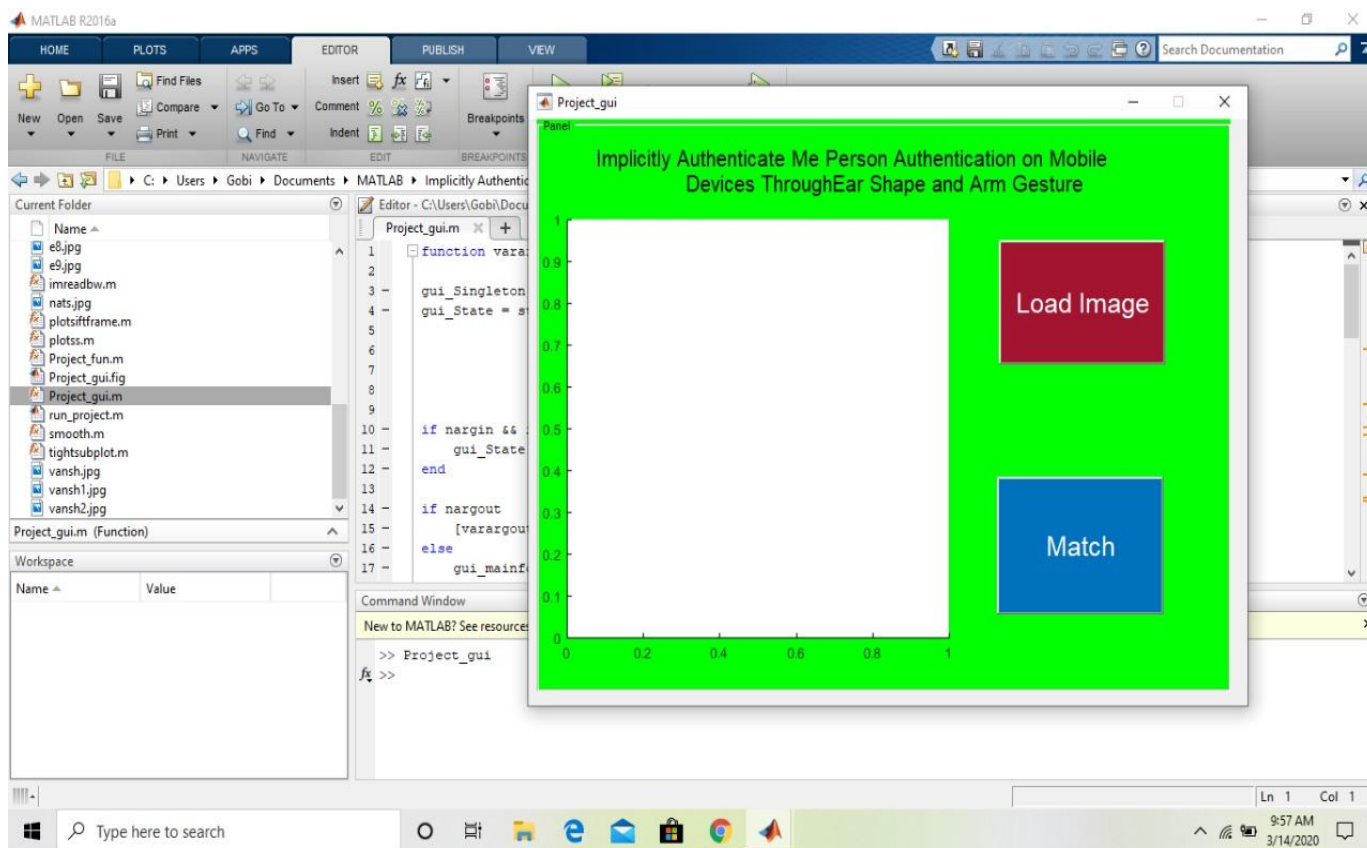 MATLAB R2016a
HOME PLOTS APPS EDITOR PUBLISH VIEW
Search Documentation
New Open Save
Find Files
Compare
Print
Go To
Find
Insert fx
Comment
Indent
Breakpoints
FILE NAVIGATE EDIT BREAKPOINTS
C: Users Gobi Documents MATLAB Implicitly Authentic
Current Folder
Name
e8.jpg
e9.jpg
imreadbw.m
nats.jpg
plotsiftframe.m
plotss.m
Project_fun.m
Project_gui.fig
Project_gui.m
run_project.m
smooth.m
tightsubplot.m
vansh.jpg
vansh1.jpg
vansh2.jpg
Project_gui.m (Function)
Workspace
Name Value
Editor - C:\Users\Gobi\Docu
Project_gui.m
1 function vara
2
3 - gui_Singleton
4 - gui_State = s
5
6
7
8
9
10 - if nargin &&
11 - gui_State
12 - end
13
14 - if nargout
15 - [varargou
16 - else
17 - gui_mainf
Command Window
New to MATLAB? See resources
>> Project_gui
fx >>
Project_gui
Panel
Implicitly Authenticate Me Person Authentication on Mobile
Devices ThroughEar Shape and Arm Gesture
1
0.9
0.8
0.7
0.6
0.5
0.4
0.3
0.2
0.1
0
0 0.2 0.4 0.6 0.8 1
Load Image
Match
Ln 1 Col 1
Type here to search
9:57 AM
3/14/2020